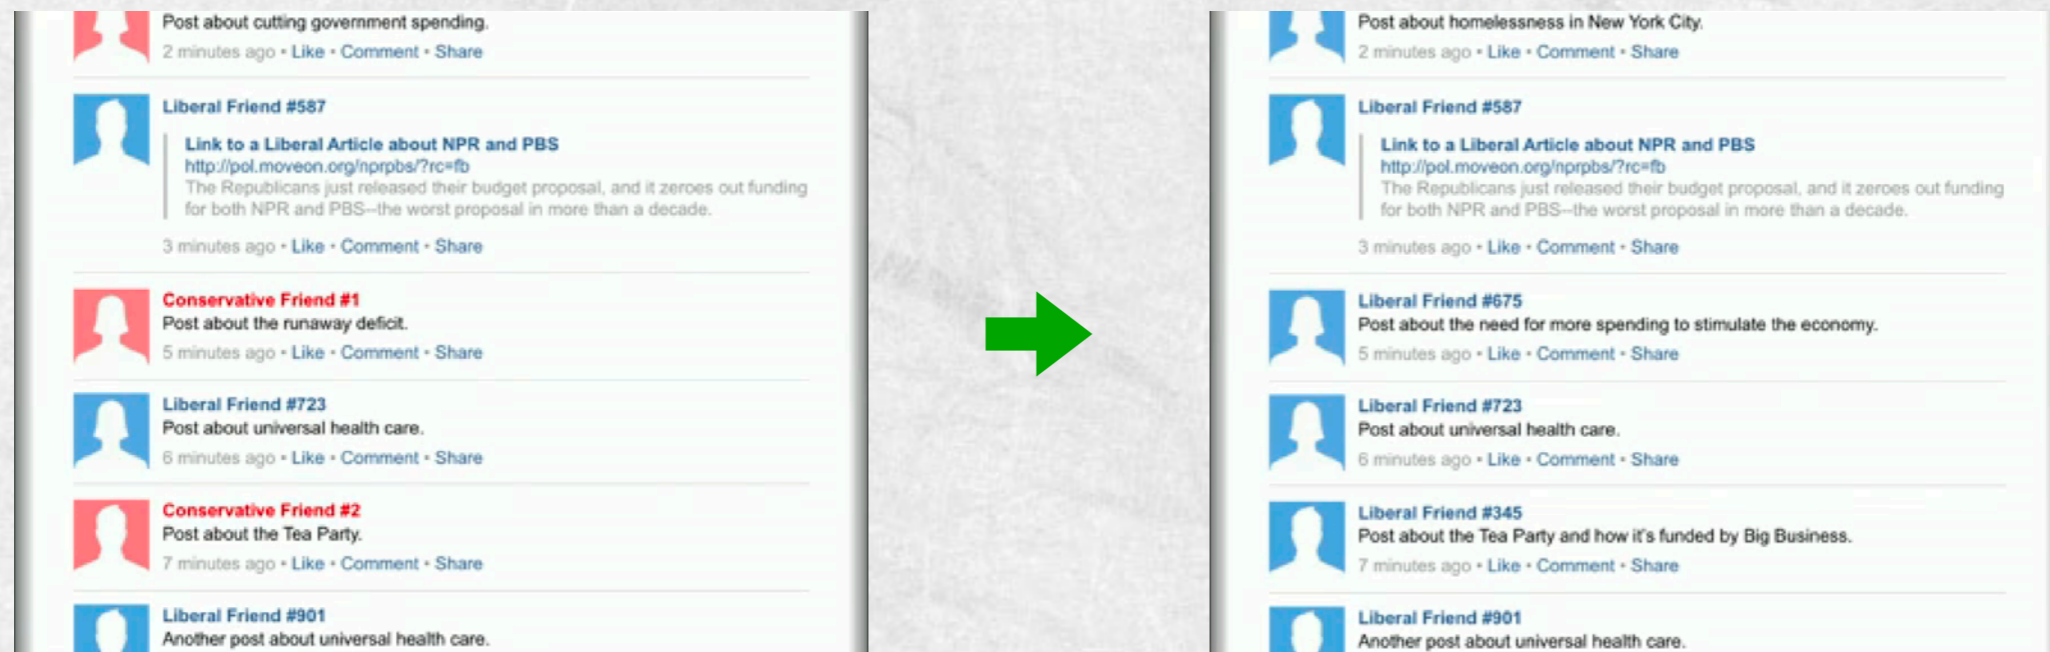 Post about cutting government spending.
2 minutes ago • Like • Comment • Share
Liberal Friend #587
Link to a Liberal Article about NPR and PBS
http://pol.moveon.org/nprpbs/?rc=fb
The Republicans just released their budget proposal, and it zeroes out funding
for both NPR and PBS--the worst proposal in more than a decade.
3 minutes ago • Like • Comment • Share
Conservative Friend #1
Post about the runaway deficit.
5 minutes ago • Like • Comment • Share
Liberal Friend #723
Post about universal health care.
6 minutes ago • Like • Comment • Share
Conservative Friend #2
Post about the Tea Party.
7 minutes ago • Like • Comment • Share
Liberal Friend #901
Another post about universal health care.
Post about homelessness in New York City.
2 minutes ago • Like • Comment • Share
Liberal Friend #587
Link to a Liberal Article about NPR and PBS
http://pol.moveon.org/nprpbs/?rc=fb
The Republicans just released their budget proposal, and it zeroes out funding
for both NPR and PBS--the worst proposal in more than a decade.
3 minutes ago • Like • Comment • Share
Liberal Friend #675
Post about the need for more spending to stimulate the economy.
5 minutes ago • Like • Comment • Share
Liberal Friend #723
Post about universal health care.
6 minutes ago • Like • Comment • Share
Liberal Friend #345
Post about the Tea Party and how it's funded by Big Business.
7 minutes ago • Like • Comment • Share
Liberal Friend #901
Another post about universal health care.